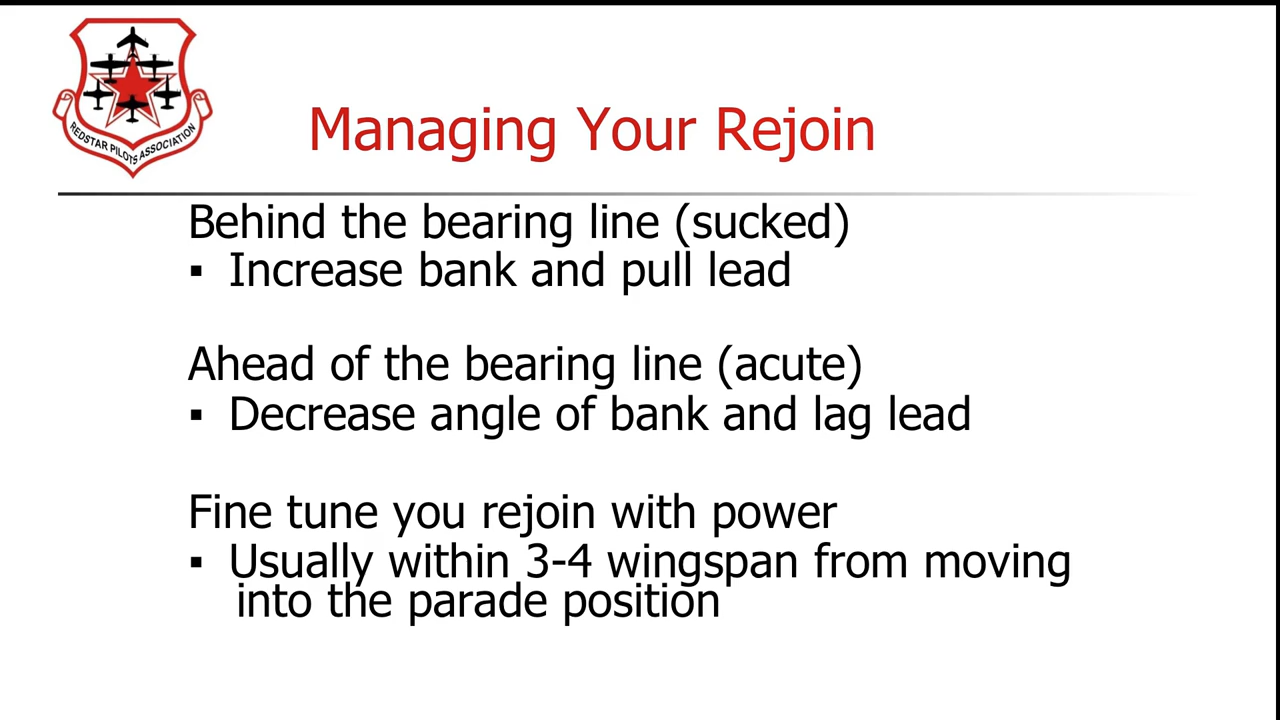 REDSTAR PILOTS ASSOCIATION
Managing Your Rejoin
Behind the bearing line (sucked)
▪ Increase bank and pull lead
Ahead of the bearing line (acute)
▪ Decrease angle of bank and lag lead
Fine tune you rejoin with power
▪ Usually within 3-4 wingspan from moving
into the parade position